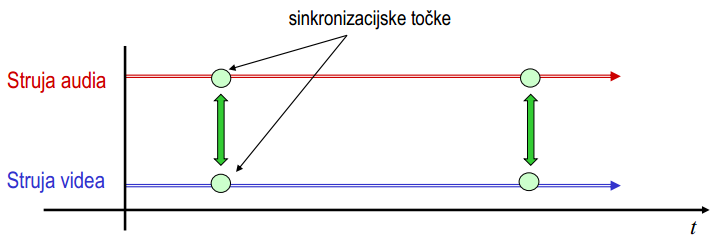 sinkronizacijske točke
Struja audia
Struja videa
t